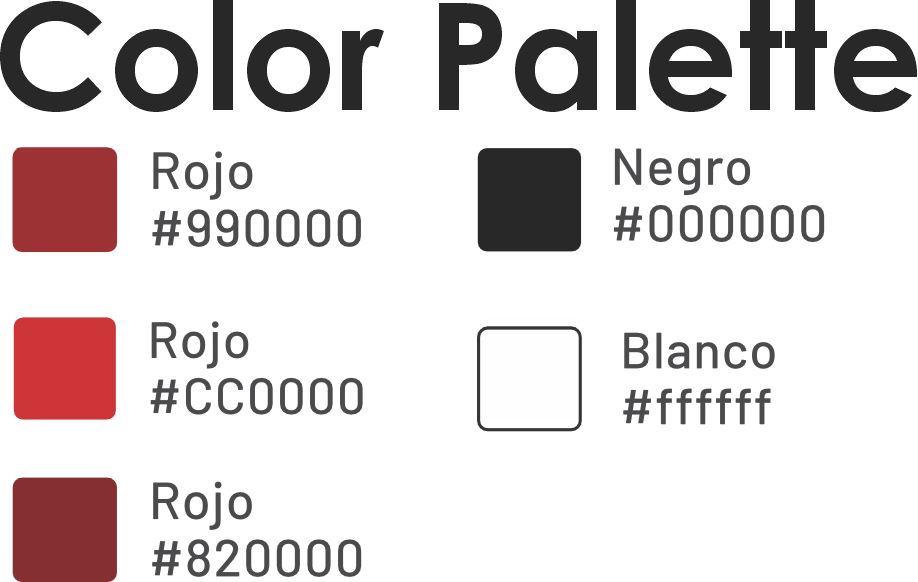 Color Palette
Rojo
#990000
Negro
#000000
Rojo
#CC0000
Blanco
#ffffff
Rojo
#820000